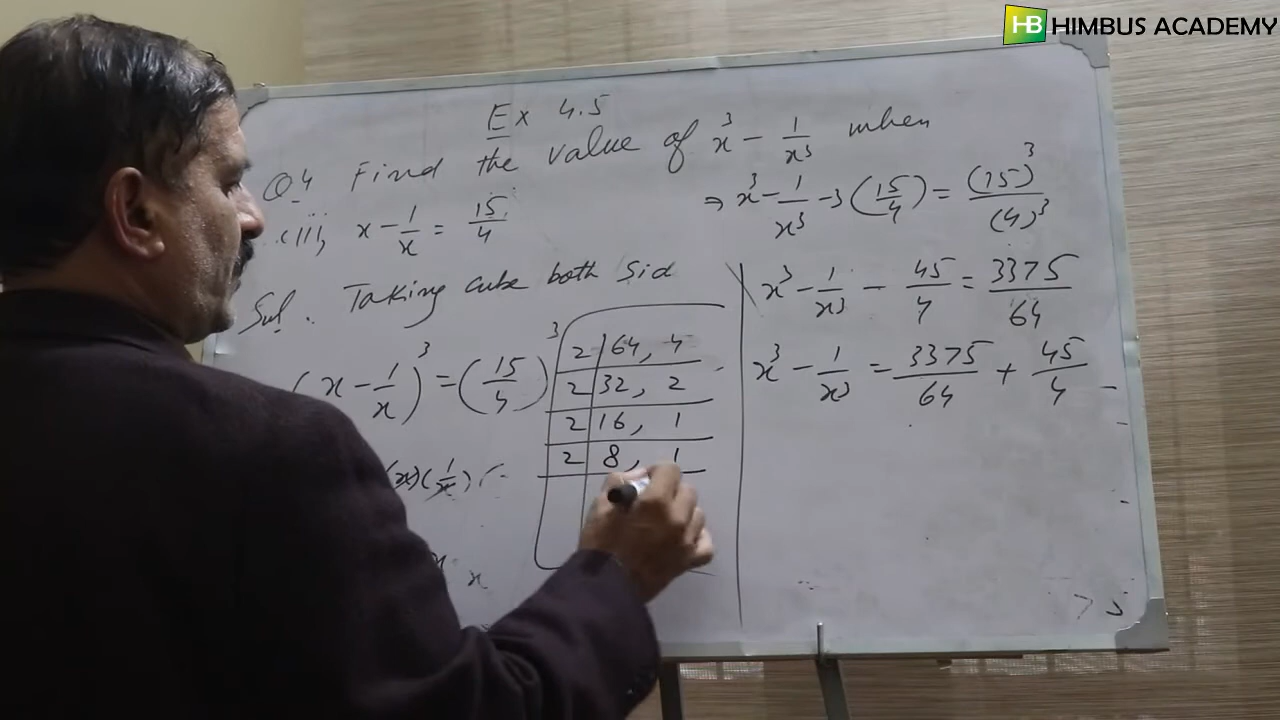 HB HIMBUS ACADEMY
Ex 4.5
Q4 Find the value of x³ - 1/x³ when
(ii) x - 1/x = 15/4
Sol. Taking cube both Sid
(x - 1/x)³ = (15/4)³
(x)(1/x)
x
2 | 64, 4
2 | 32, 2
2 | 16, 1
2 | 8, 1
⇒ x³ - 1/x³ - 3(15/4) = (15)³/(4)³
x³ - 1/x³ - 45/4 = 3375/64
x³ - 1/x³ = 3375/64 + 45/4